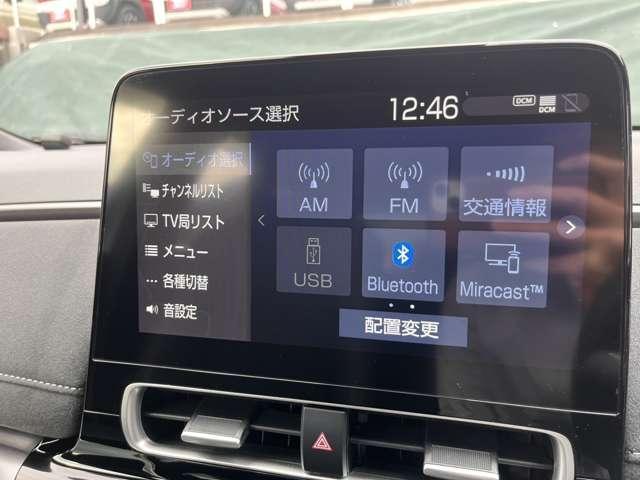 オーディオソース選択
12:46
DCM
DCM
オーディオ選択
チャンネルリスト
TV局リスト
メニュー
各種切替
音設定
AM
FM
交通情報
USB
Bluetooth
Miracast™
配置変更